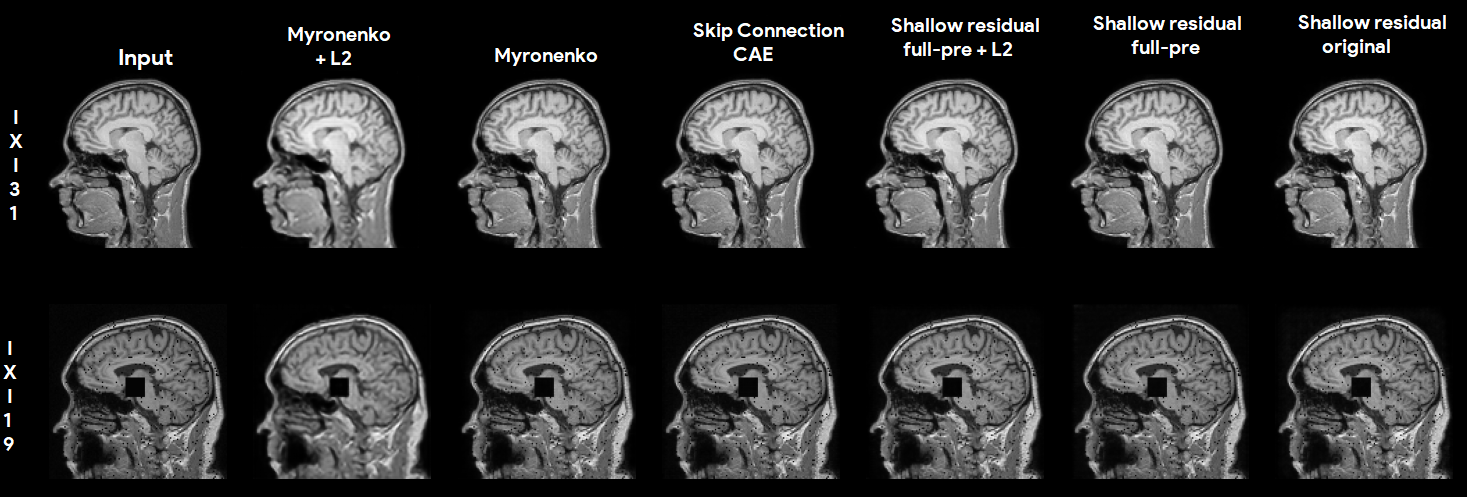 Input
Myronenko
+ L2
Myronenko
Skip Connection
CAE
Shallow residual
full-pre + L2
Shallow residual
full-pre
Shallow residual
original
I
X
I
3
1
I
X
I
1
9